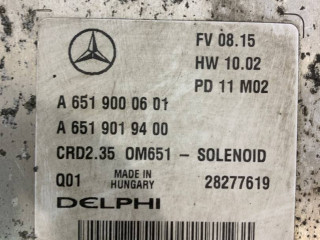 FV 08.15
HW 10.02
PD 11 M02
A 651 900 06 01
A 651 901 94 00
CRD2.35 OM651 - SOLENOID
Q01 MADE IN HUNGARY 28277619
DELPHI